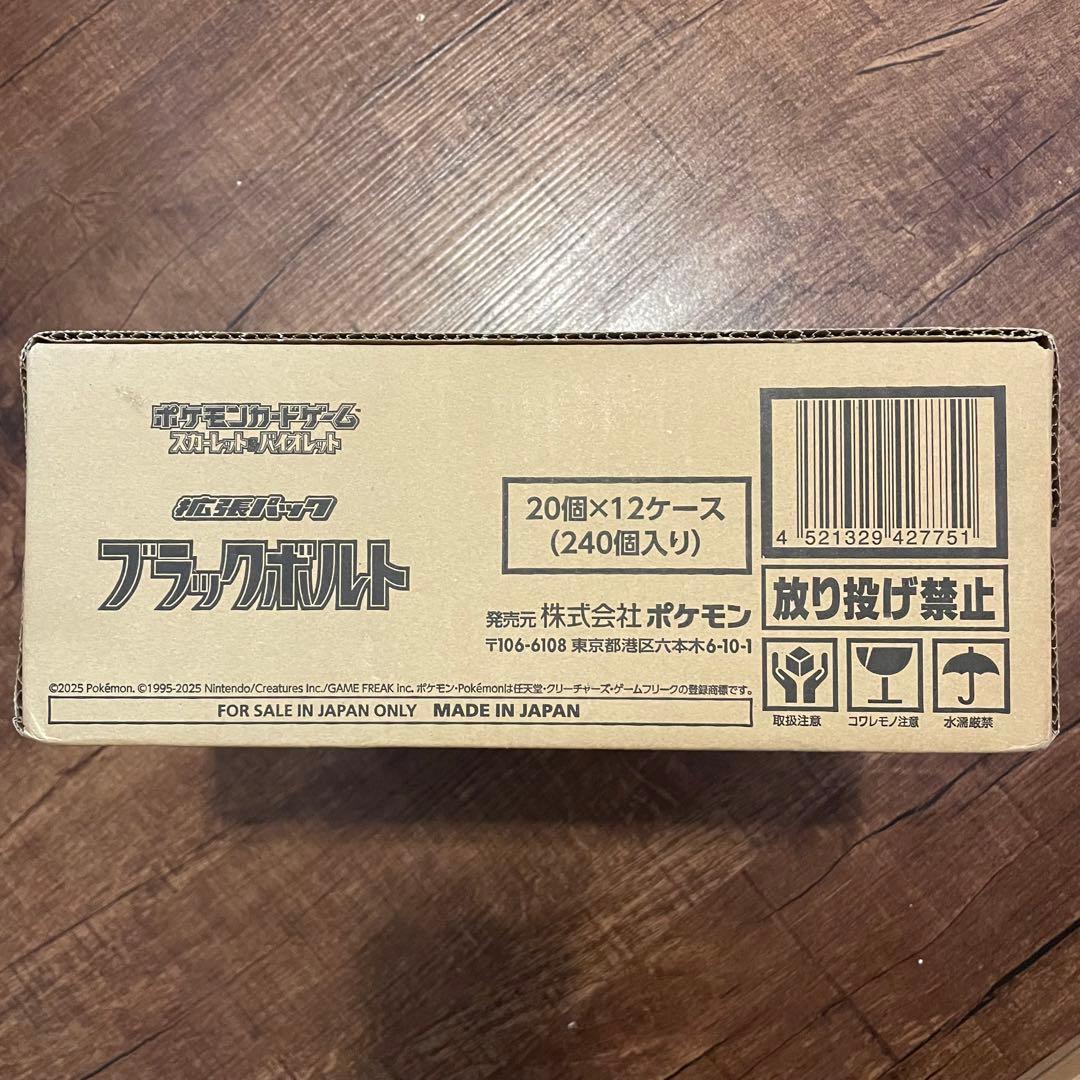 ポケモンカードゲーム
スカーレット&バイオレット
拡張パック
ブラックボルト
20個×12ケース
(240個入り)
発売元 株式会社 ポケモン
〒106-6108 東京都港区六本木6-10-1
©2025 Pokémon. ©1995-2025 Nintendo/Creatures Inc./GAME FREAK inc. ポケモン・Pokémonは任天堂・クリーチャーズ・ゲームフリークの登録商標です。
FOR SALE IN JAPAN ONLY MADE IN JAPAN
4 521329 427751
放り投げ禁止
取扱注意 コワレモノ注意 水濡厳禁